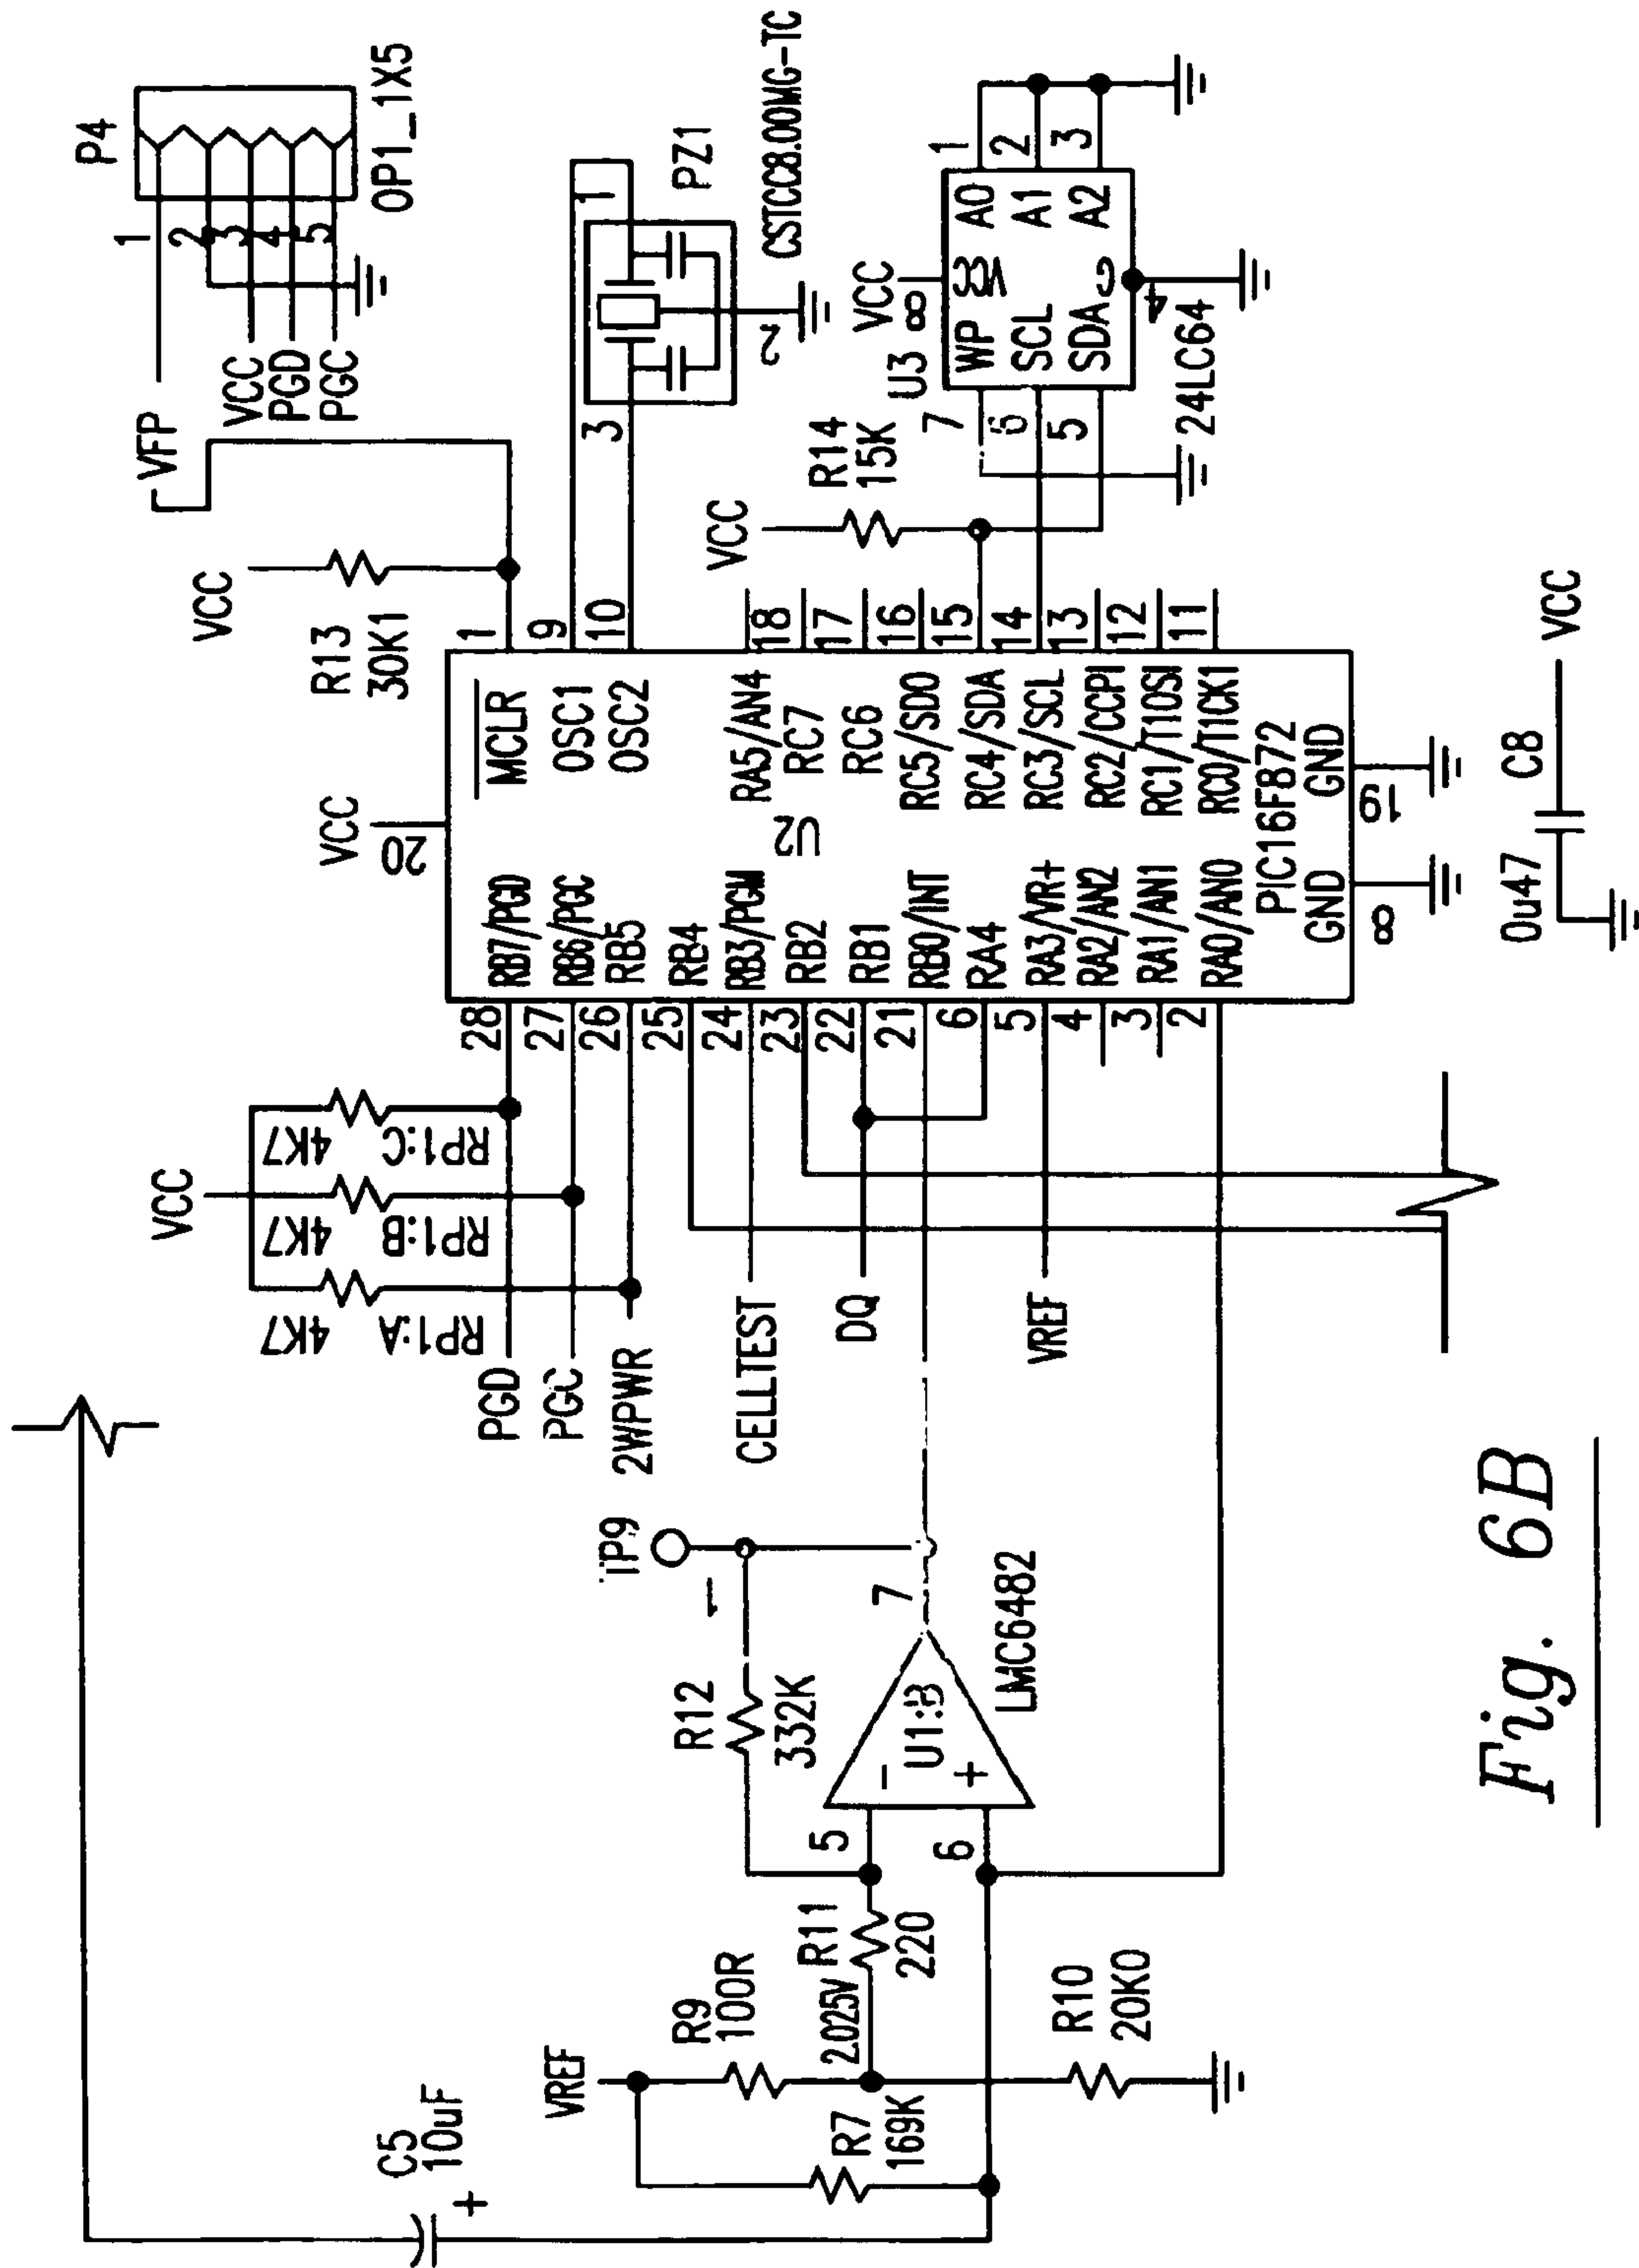 P4
1
2
3
4
5
OP1_1X5
VFP
VCC
PGD
PGC
VCC
R13
30K1
1
9
10
1
3
2
PZ1
CSTCC8.00MG-TC
VCC
20
MCLR
OSC1
OSC2
RA5/AN4
RC7
RC6
RC5/SDO
RC4/SDA
RC3/SCL
RC2/CCPI
RC1/T1OSI
RC0/T1CK1
U2
RB7/PGD
RB6/PGC
RB5
RB4
RB3/PGM
RB2
RB1
RB0/INT
RA4
RA3/VR+
RA2/AN2
RA1/AN1
RA0/AN0
PIC16F872
GND
GND
8
19
18
17
16
15
14
13
12
11
VCC
R14
15K
U3
VCC
8
7
6
5
WP
SCL
SDA
VCC
G
A0
A1
A2
1
2
3
4
24LC64
0u47
C8
VCC
28
27
26
25
24
23
22
21
6
5
4
3
2
VCC
4K7
RP1:C
4K7
RP1:B
4K7
RP1:A
PGD
PGC
2WPWR
CELLTEST
DQ
VREF
TP9
1
R12
332K
7
U1:B
-
+
LMC6482
5
6
R11
220
2.025V
R9
100R
VREF
R7
169K
R10
20K0
C5
10uF
+
Fig. 6B